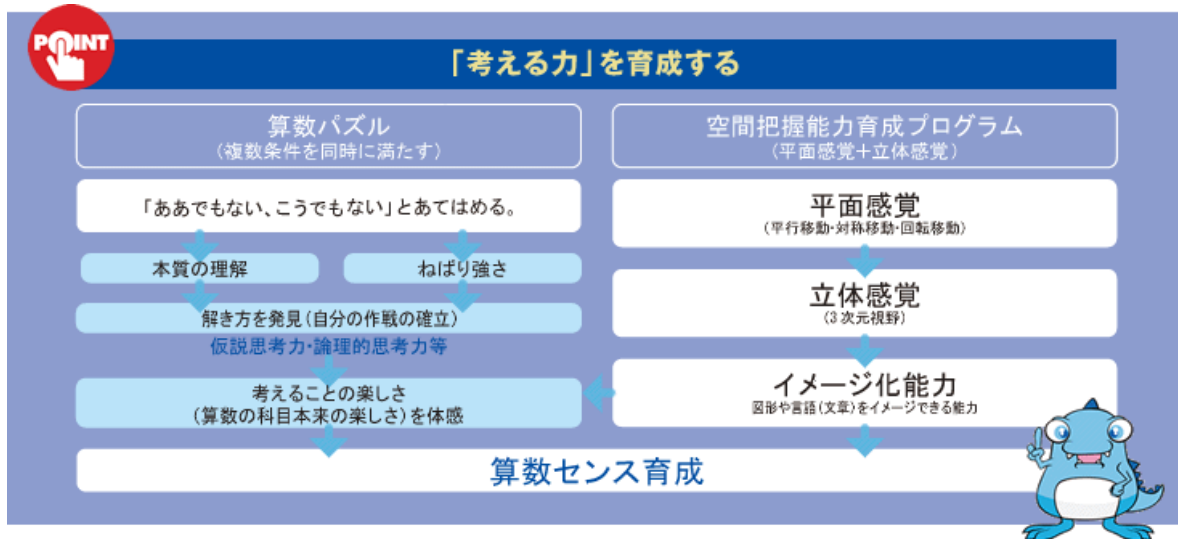 POINT
「考える力」を育成する
算数パズル
（複数条件を同時に満たす）
「ああでもない、こうでもない」とあてはめる。
本質の理解
ねばり強さ
解き方を発見（自分の作戦の確立）
仮説思考力・論理的思考力等
考えることの楽しさ
（算数の科目本来の楽しさ）を体感
空間把握能力育成プログラム
（平面感覚＋立体感覚）
平面感覚
（平行移動・対称移動・回転移動）
立体感覚
（3次元視野）
イメージ化能力
図形や言語（文章）をイメージできる能力
算数センス育成